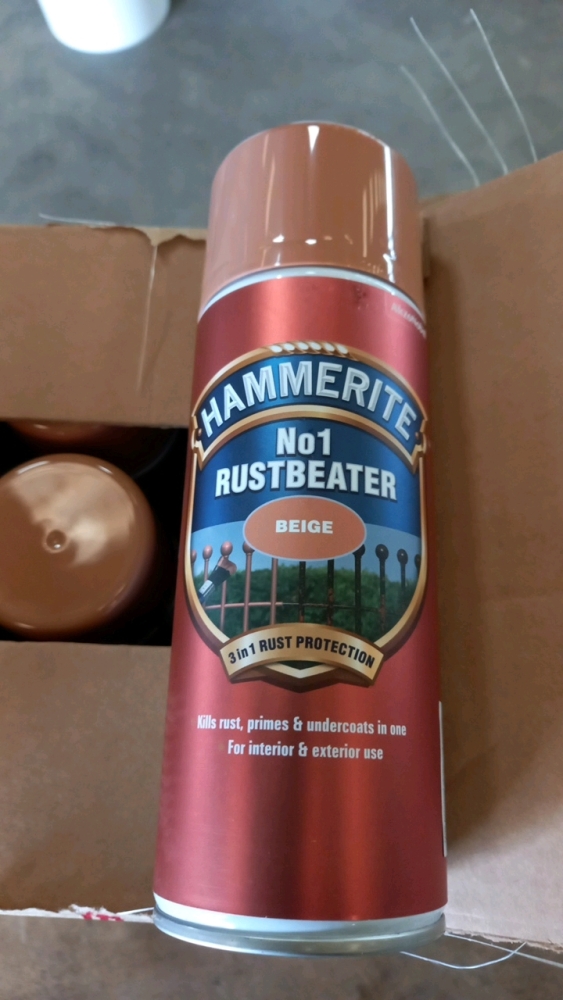 HAMMERITE
No1
RUSTBEATER
BEIGE
3 in 1 RUST PROTECTION
Kills rust, primes & undercoats in one
For interior & exterior use